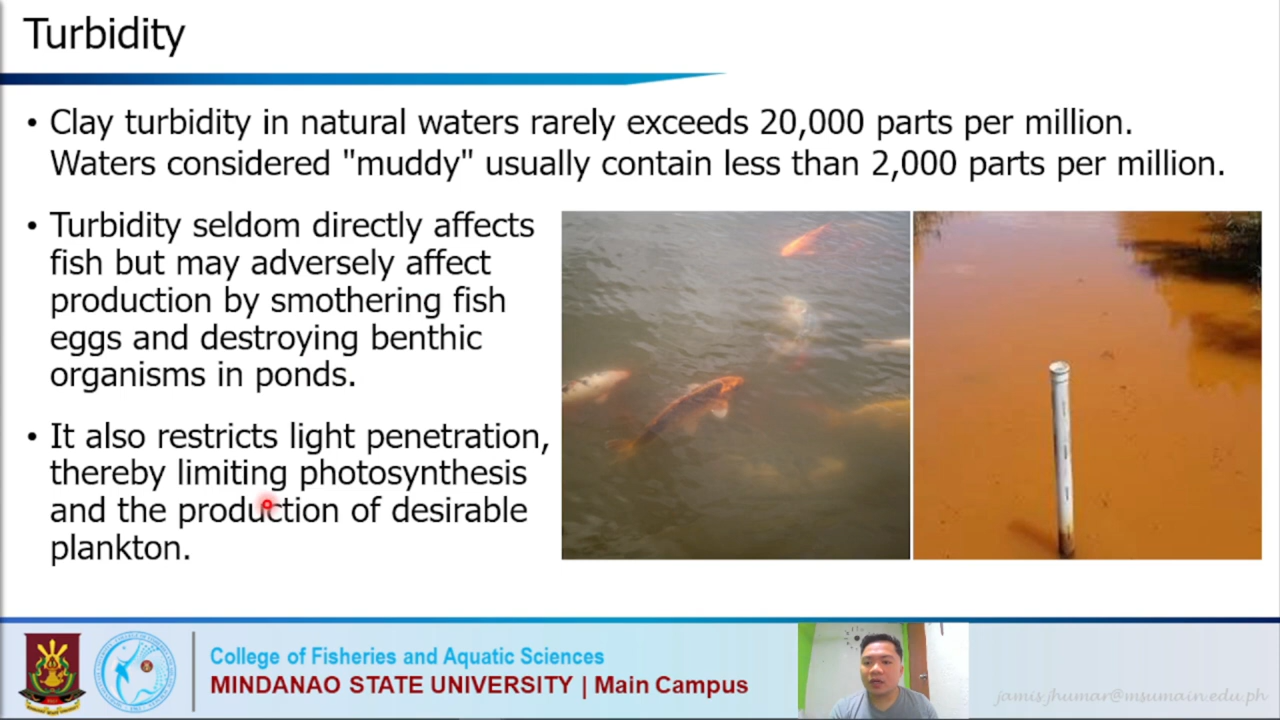 Turbidity
• Clay turbidity in natural waters rarely exceeds 20,000 parts per million.
Waters considered "muddy" usually contain less than 2,000 parts per million.
• Turbidity seldom directly affects
fish but may adversely affect
production by smothering fish
eggs and destroying benthic
organisms in ponds.
• It also restricts light penetration,
thereby limiting photosynthesis
and the production of desirable
plankton.
College of Fisheries and Aquatic Sciences
MINDANAO STATE UNIVERSITY | Main Campus
jamis.jhumar@msumain.edu.ph